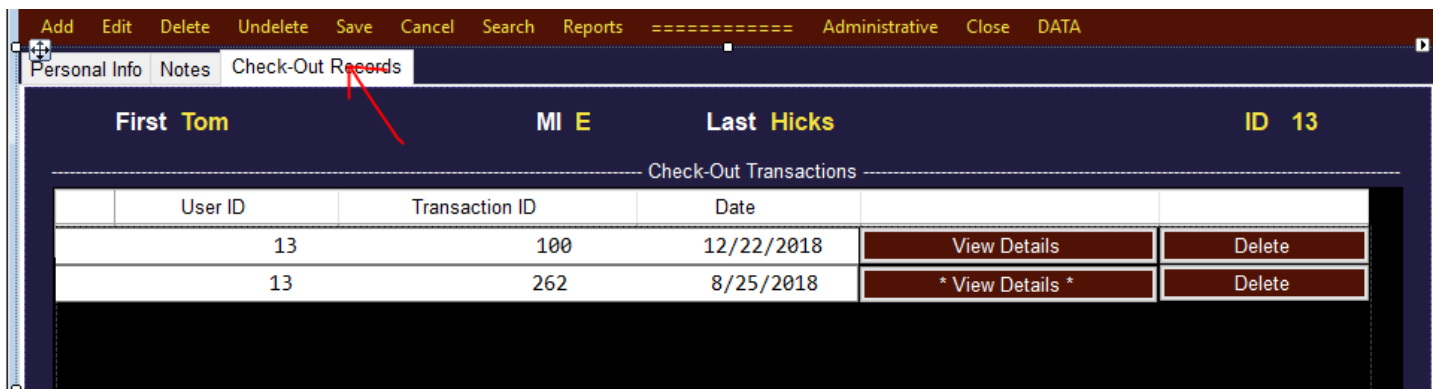 Add Edit Delete Undelete Save Cancel Search Reports ============ Administrative Close DATA
Personal Info Notes Check-Out Records
First Tom MI E Last Hicks ID 13
Check-Out Transactions
User ID Transaction ID Date
13 100 12/22/2018 View Details Delete
13 262 8/25/2018 * View Details * Delete